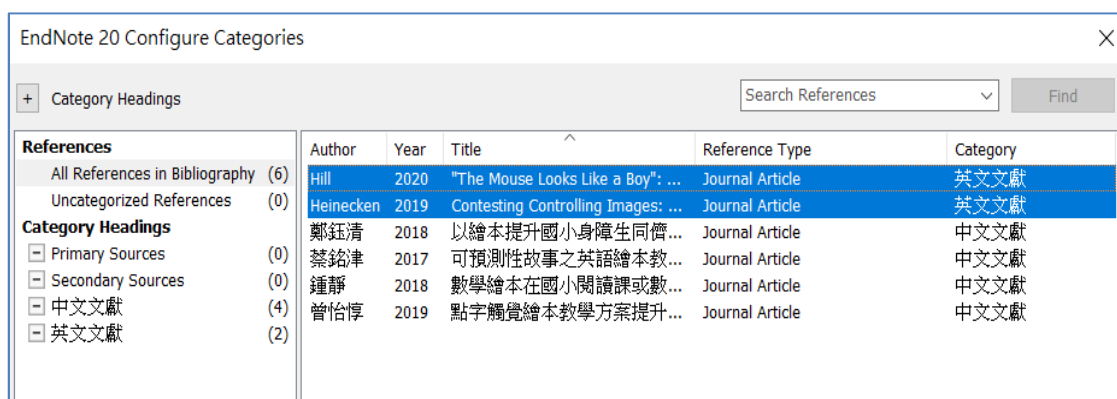 EndNote 20 Configure Categories
+ Category Headings
Search References
Find
References
All References in Bibliography (6)
Uncategorized References (0)
Category Headings
Primary Sources (0)
Secondary Sources (0)
中文文獻 (4)
英文文獻 (2)
Author Year Title Reference Type Category
Hill 2020 "The Mouse Looks Like a Boy": ... Journal Article 英文文獻
Heinecken 2019 Contesting Controlling Images: ... Journal Article 英文文獻
鄭鈺清 2018 以繪本提升國小身障生同儕... Journal Article 中文文獻
蔡銘津 2017 可預測性故事之英語繪本教... Journal Article 中文文獻
鍾靜 2018 數學繪本在國小閱讀課或數... Journal Article 中文文獻
曾怡惇 2019 點字觸覺繪本教學方案提升... Journal Article 中文文獻